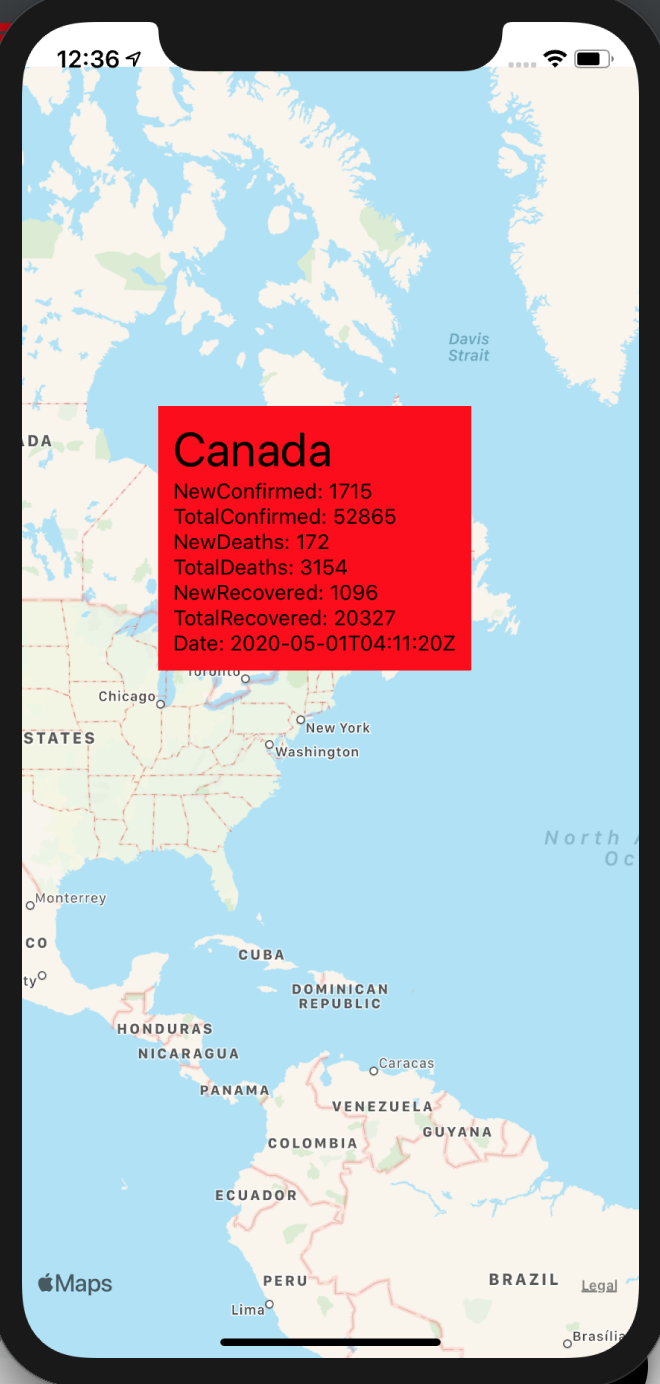 12:36
Davis
Strait
ADA
Canada
NewConfirmed: 1715
TotalConfirmed: 52865
NewDeaths: 172
TotalDeaths: 3154
NewRecovered: 1096
TotalRecovered: 20327
Date: 2020-05-01T04:11:20Z
Toronto
Chicago
New York
STATES
Washington
North A
Oc
Monterrey
CO
CUBA
ty
DOMINICAN
REPUBLIC
HONDURAS
NICARAGUA
Caracas
PANAMA
VENEZUELA
GUYANA
COLOMBIA
ECUADOR
Maps
PERU
BRAZIL
Legal
Lima
Brasília